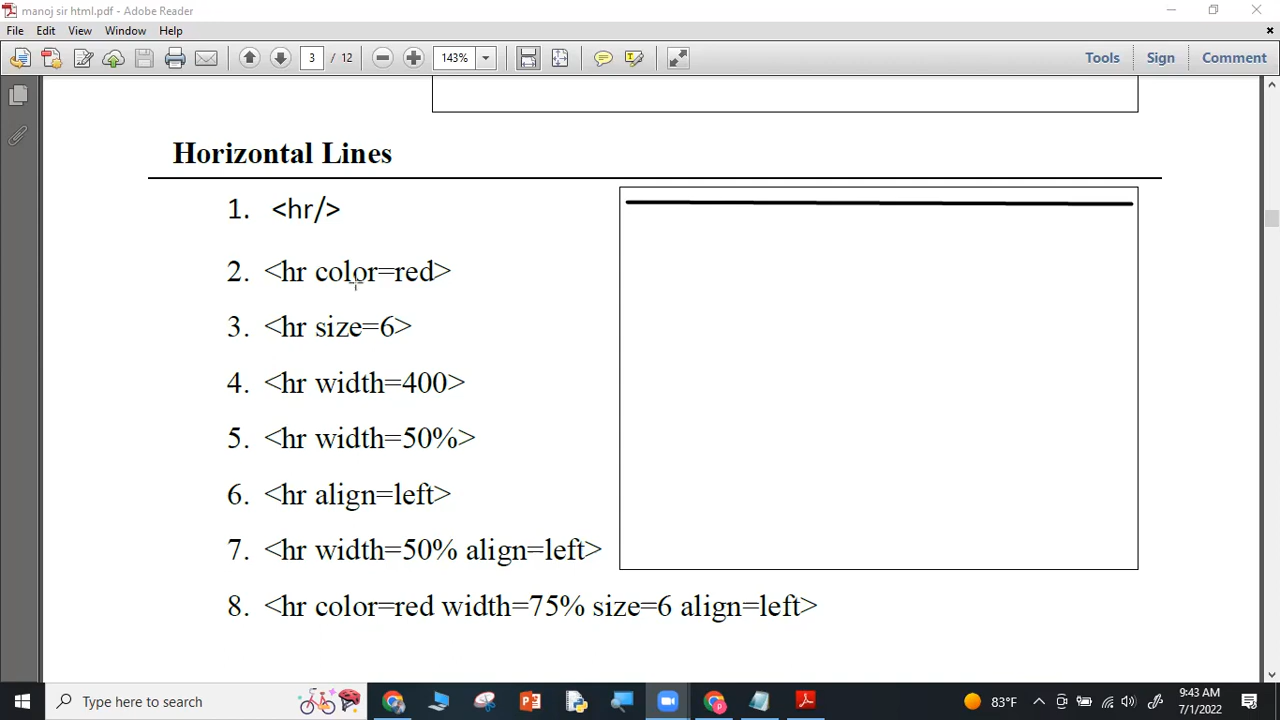 manoj sir html.pdf - Adobe Reader
File Edit View Window Help
3 / 12 143% Tools Sign Comment
Horizontal Lines
1. <hr/>
2. <hr color=red>
3. <hr size=6>
4. <hr width=400>
5. <hr width=50%>
6. <hr align=left>
7. <hr width=50% align=left>
8. <hr color=red width=75% size=6 align=left>
Type here to search 83°F 9:43 AM
7/1/2022